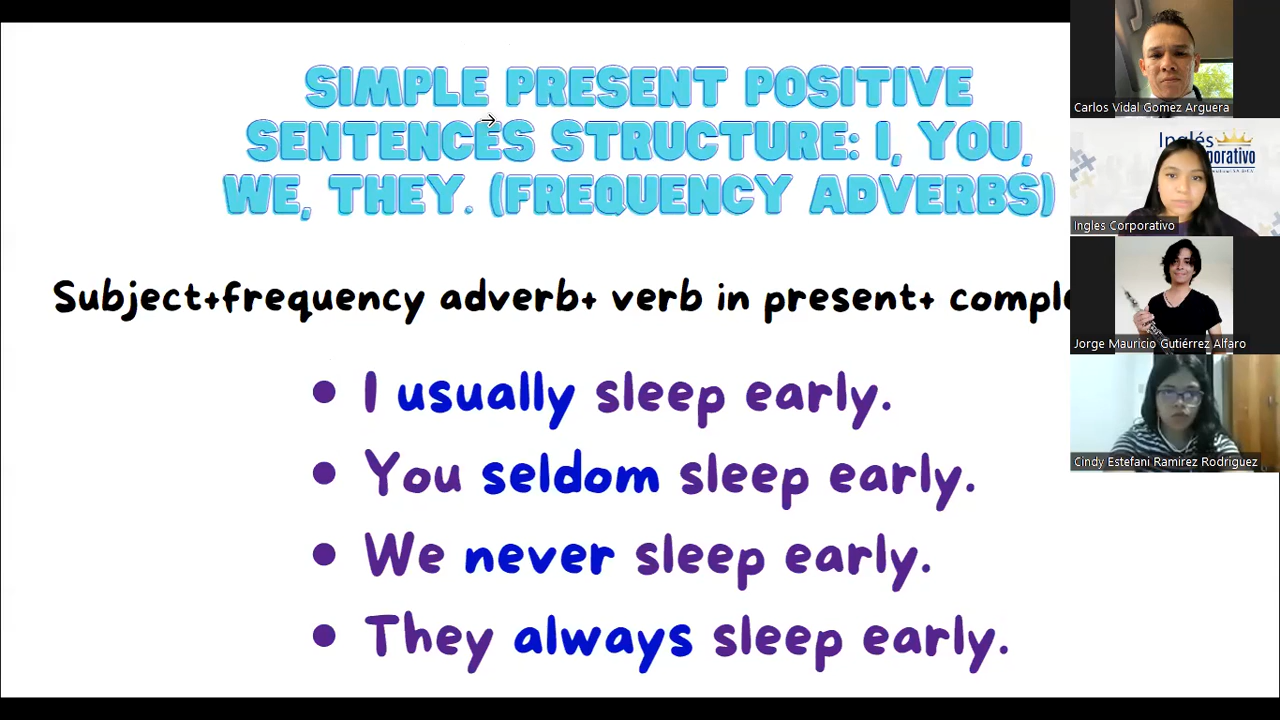 SIMPLE PRESENT POSITIVE
SENTENCES STRUCTURE: I, YOU,
WE, THEY. (FREQUENCY ADVERBS)
Subject+frequency adverb+ verb in present+
• I usually sleep early.
• You seldom sleep early.
• We never sleep early.
• They always sleep early.
Carlos Vidal Gomez Arguera
Inglés
Ingles Corporativo
Jorge Mauricio Gutiérrez Alfaro
Cindy Estefani Ramirez Rodriguez